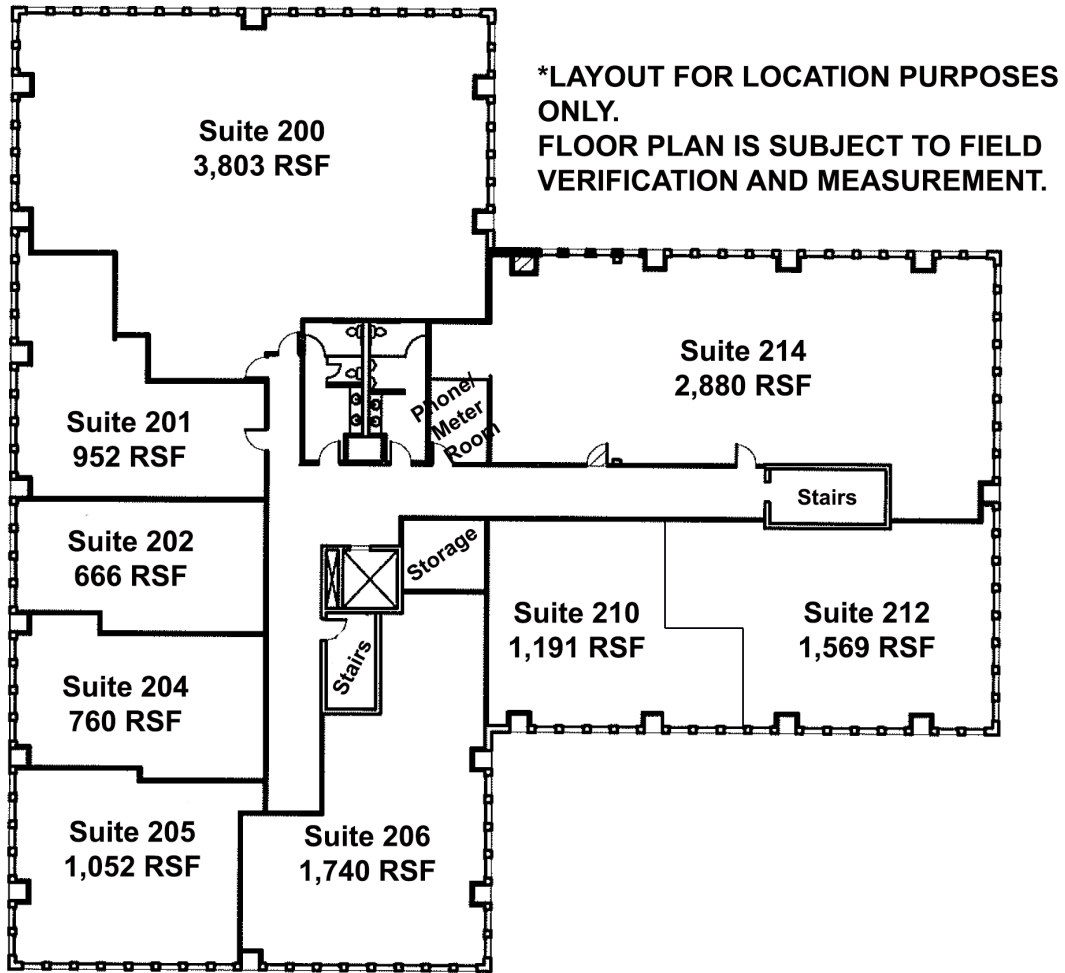 *LAYOUT FOR LOCATION PURPOSES
ONLY.
FLOOR PLAN IS SUBJECT TO FIELD
VERIFICATION AND MEASUREMENT.
Suite 200
3,803 RSF
Suite 214
2,880 RSF
Suite 201
952 RSF
Phone/
Meter
Room
Stairs
Suite 202
666 RSF
Storage
Suite 210
1,191 RSF
Suite 212
1,569 RSF
Stairs
Suite 204
760 RSF
Suite 205
1,052 RSF
Suite 206
1,740 RSF